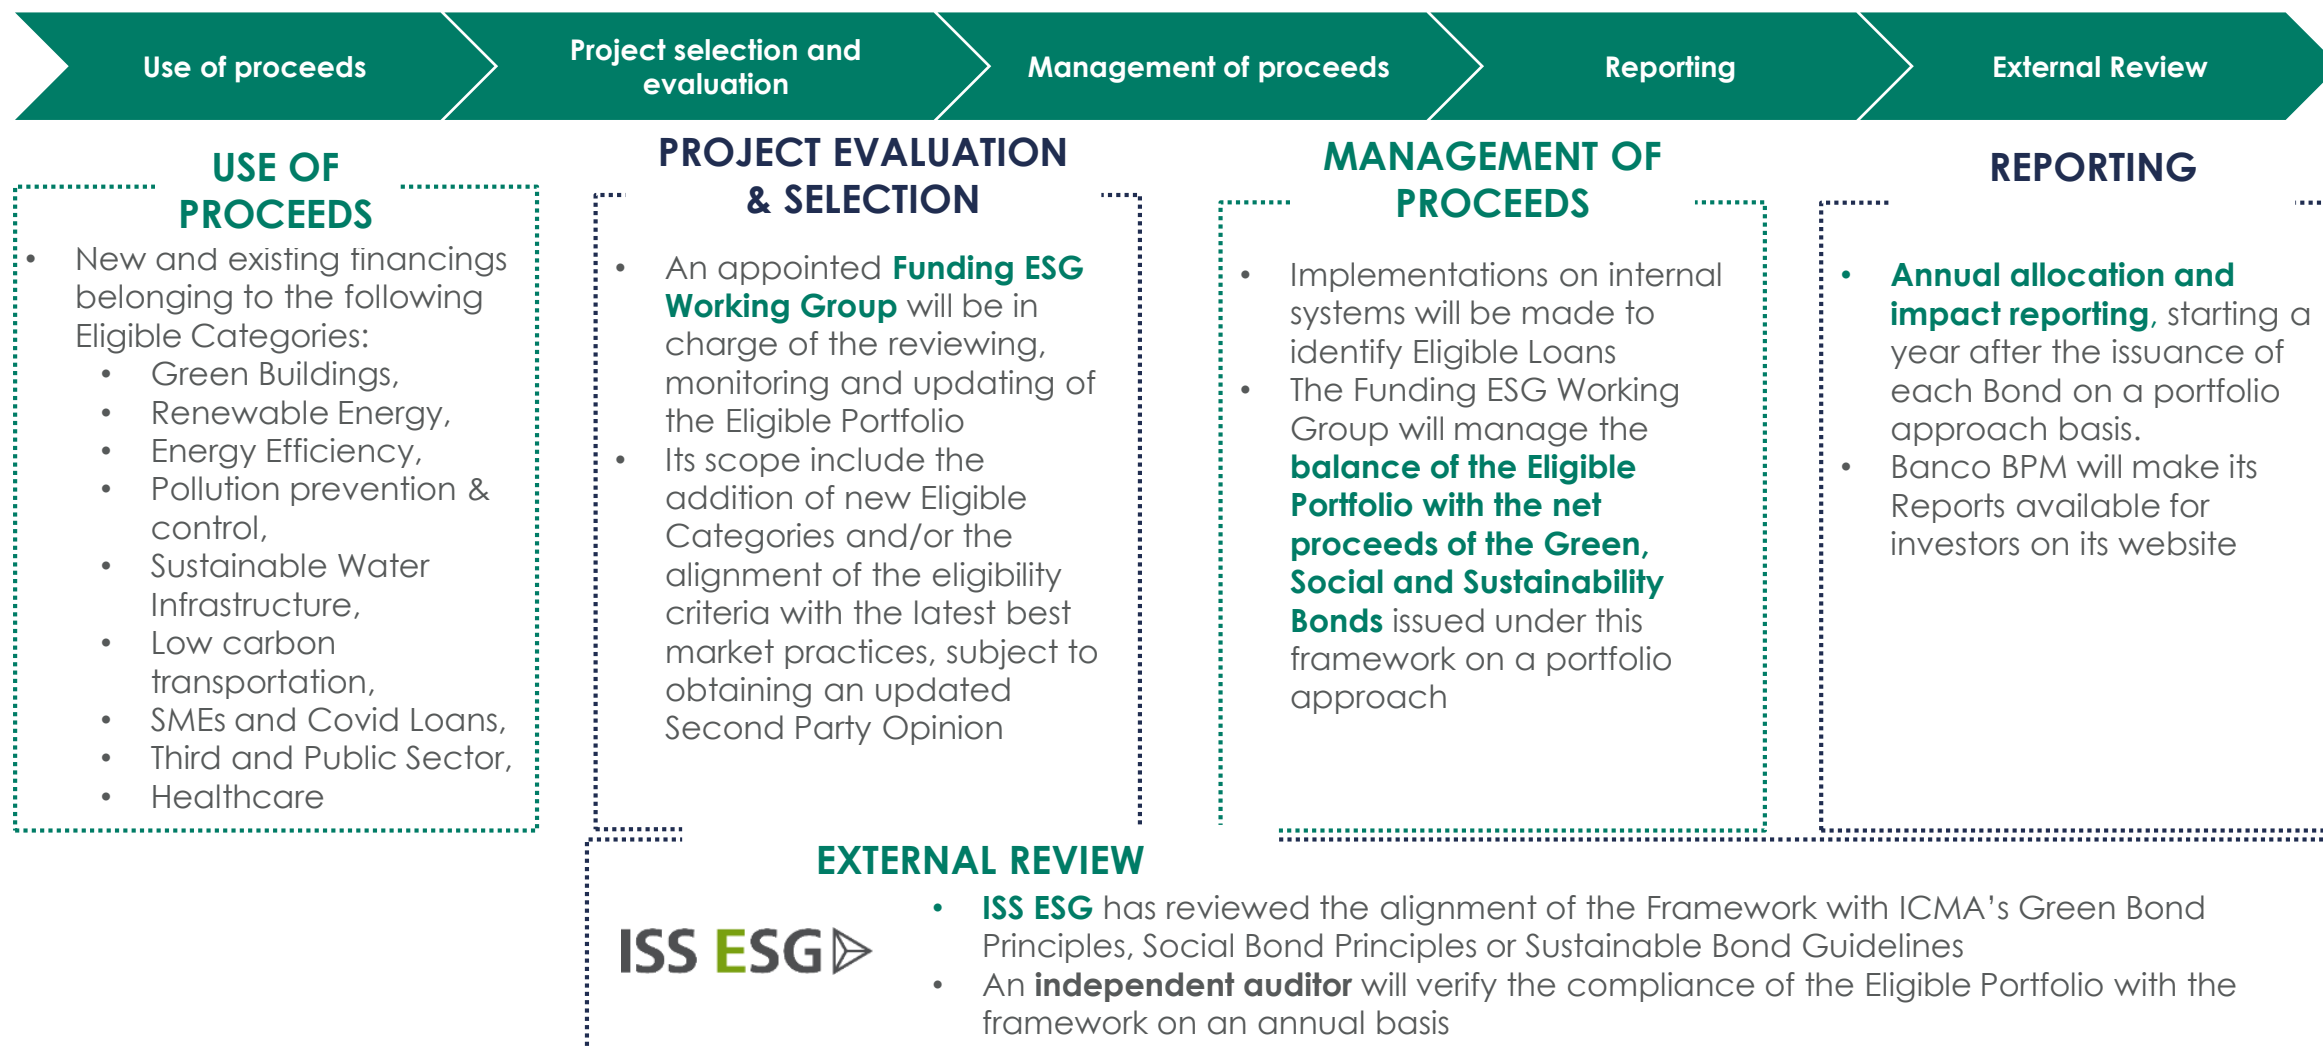 Use of proceeds
Project selection and
evaluation
Management of proceeds
Reporting
External Review
USE OF
PROCEEDS
• New and existing financings
belonging to the following
Eligible Categories:
• Green Buildings,
• Renewable Energy,
• Energy Efficiency,
• Pollution prevention &
control,
• Sustainable Water
Infrastructure,
• Low carbon
transportation,
• SMEs and Covid Loans,
• Third and Public Sector,
• Healthcare
PROJECT EVALUATION
& SELECTION
• An appointed Funding ESG
Working Group will be in
charge of the reviewing,
monitoring and updating of
the Eligible Portfolio
• Its scope include the
addition of new Eligible
Categories and/or the
alignment of the eligibility
criteria with the latest best
market practices, subject to
obtaining an updated
Second Party Opinion
MANAGEMENT OF
PROCEEDS
• Implementations on internal
systems will be made to
identify Eligible Loans
• The Funding ESG Working
Group will manage the
balance of the Eligible
Portfolio with the net
proceeds of the Green,
Social and Sustainability
Bonds issued under this
framework on a portfolio
approach
REPORTING
• Annual allocation and
impact reporting, starting a
year after the issuance of
each Bond on a portfolio
approach basis.
• Banco BPM will make its
Reports available for
investors on its website
EXTERNAL REVIEW
ISS ESG
• ISS ESG has reviewed the alignment of the Framework with ICMA’s Green Bond
Principles, Social Bond Principles or Sustainable Bond Guidelines
• An independent auditor will verify the compliance of the Eligible Portfolio with the
framework on an annual basis